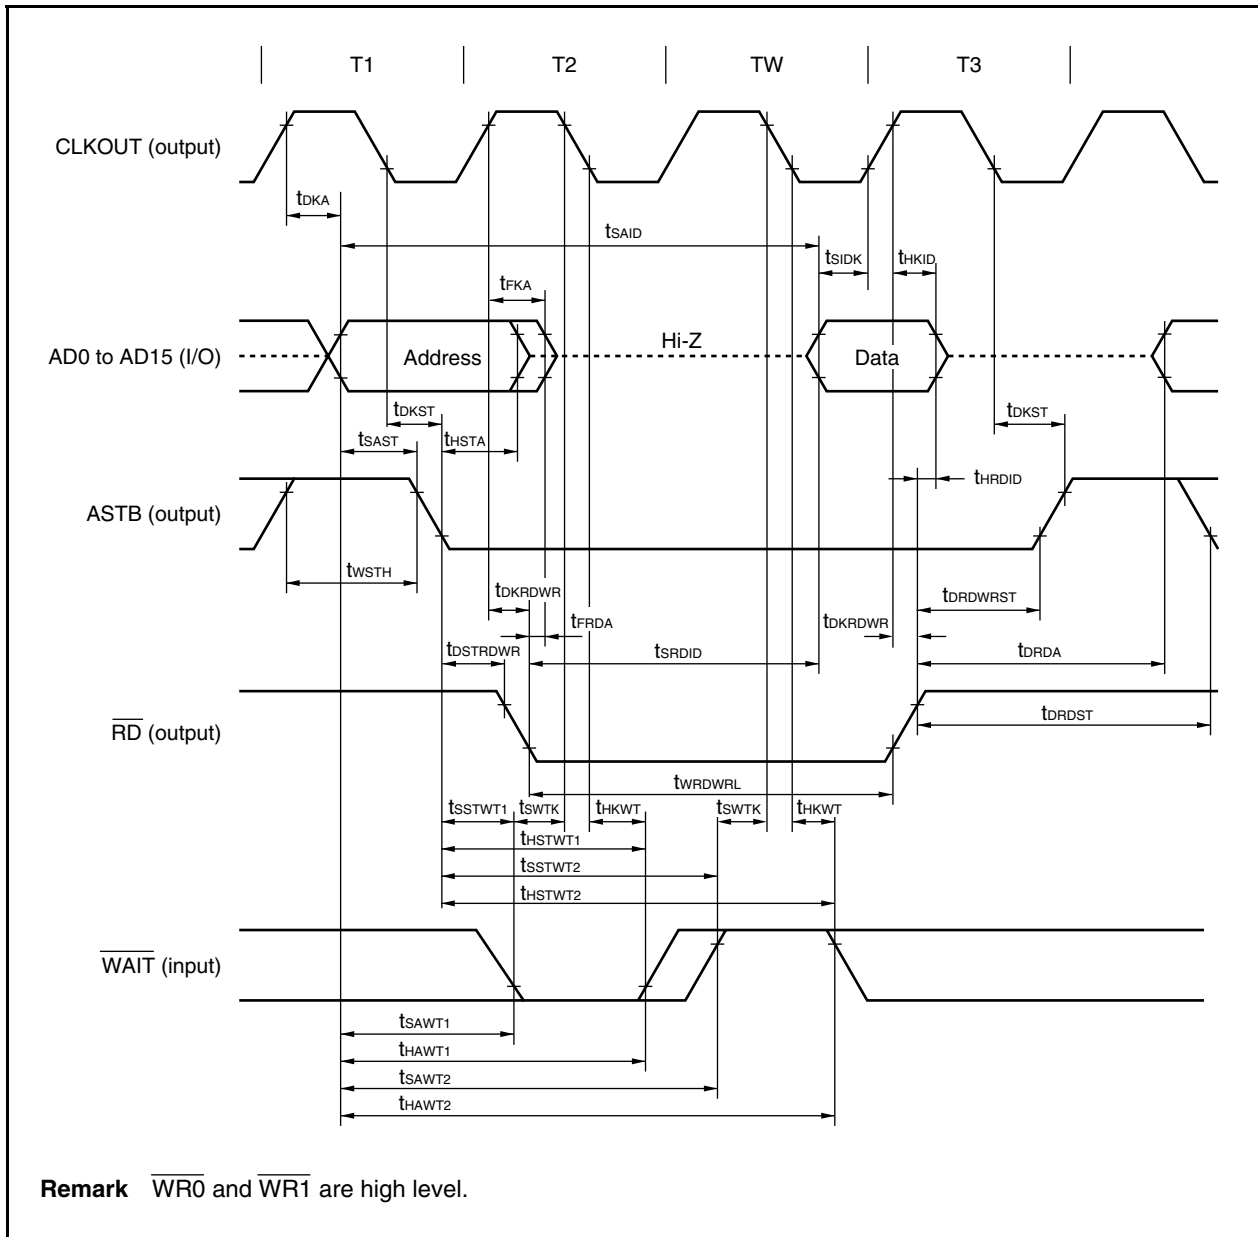 T1 T2 TW T3
CLKOUT (output)
tDKA
tSAID
tSIDK tHKID
tFKA
Hi-Z
AD0 to AD15 (I/O) Address Data
tDKST tDKST
tSAST tHSTA
tHRDID
ASTB (output)
tWSTH
tDKRDWR tDRDWRST
tFRDA tDKRDWR
tDSTRDWR tSRDID tDRDA
tDRDST
RD (output)
tWRDWRL
tSSTWT1 tSWTK tHKWT tSWTK tHKWT
tHSTWT1
tSSTWT2
tHSTWT2
WAIT (input)
tSAWT1
tHAWT1
tSAWT2
tHAWT2
Remark WR0 and WR1 are high level.